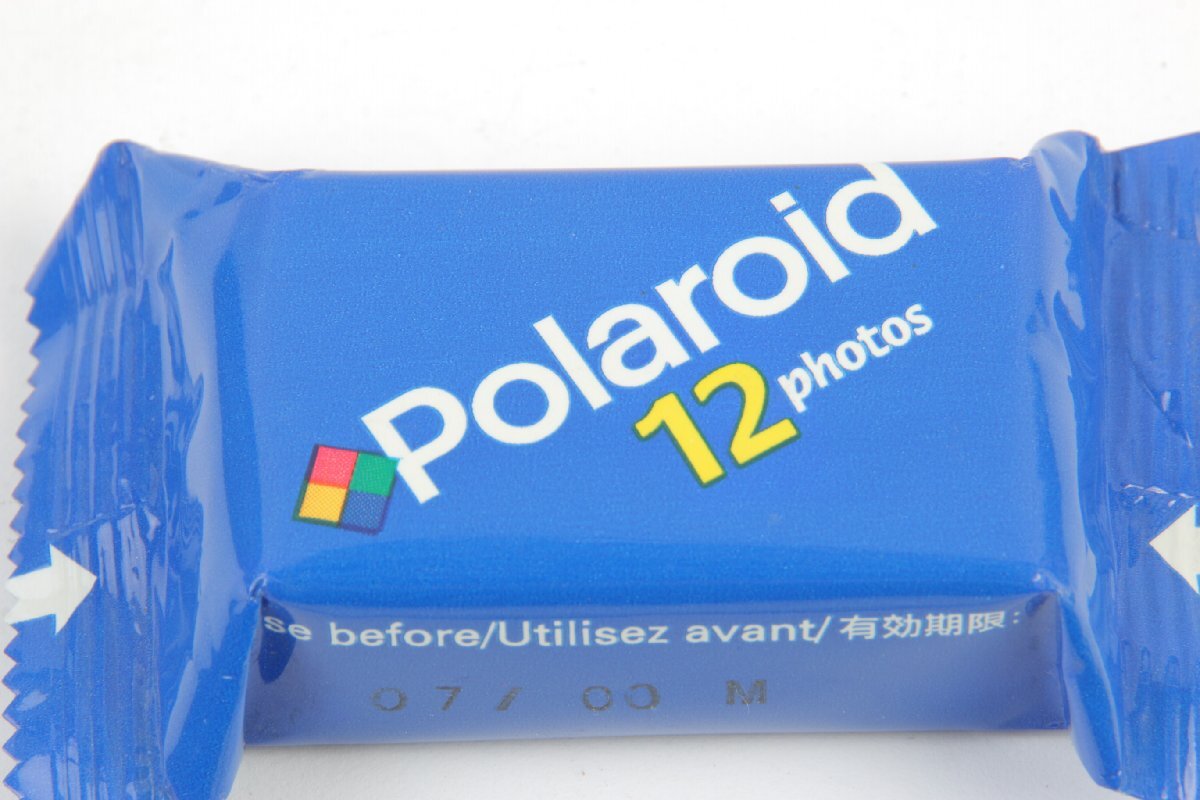 Polaroid
12 photos
se before/Utilisez avant/有効期限:
07/ 00 M